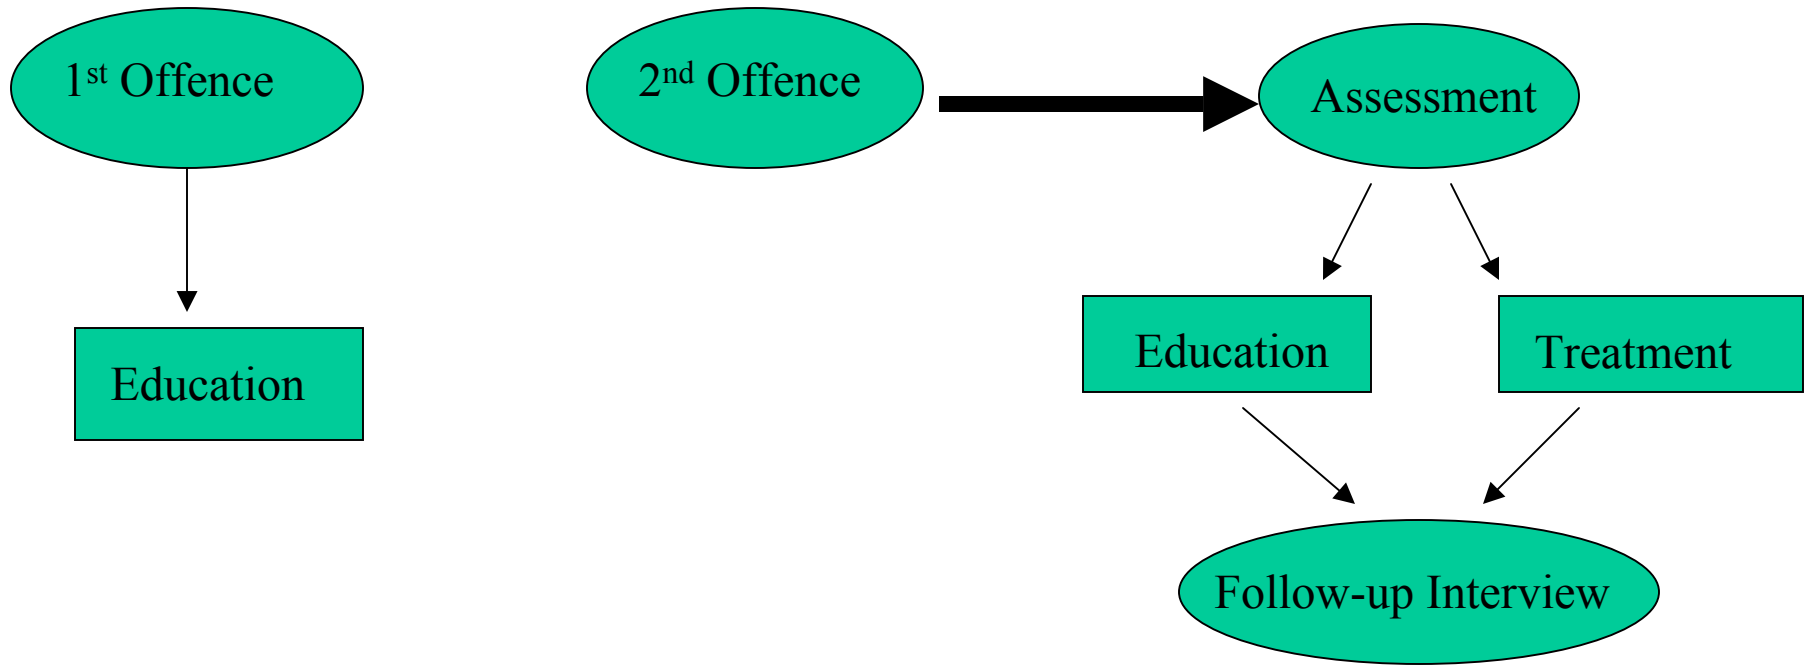 1st Offence
2nd Offence
Assessment
Education
Education
Treatment
Follow-up Interview